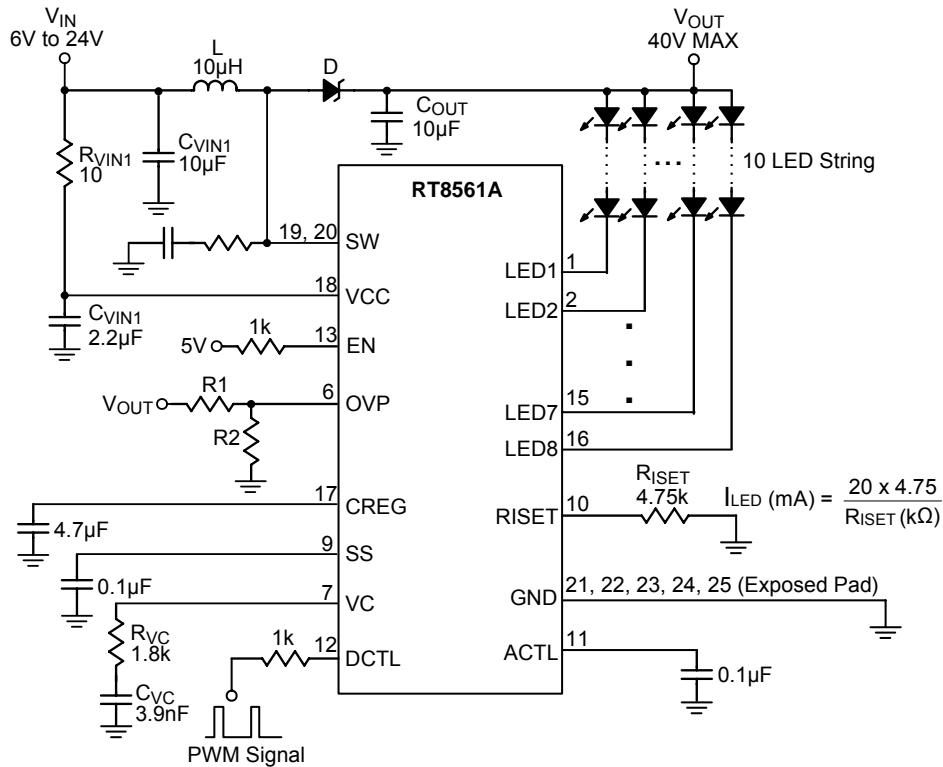 VIN
6V to 24V
L
10µH
D
VOUT
40V MAX
COUT
10µF
RVIN1
10
CVIN1
10µF
10 LED String
RT8561A
19, 20
SW
LED1
1
18
VCC
LED2
2
CVIN1
2.2µF
5V
1k
13
EN
VOUT
R1
6
OVP
R2
LED7
15
LED8
16
17
CREG
4.7µF
RISET
10
RISET
4.75k
ILED (mA) = 20 x 4.75 / RISET (kΩ)
9
SS
0.1µF
7
VC
GND
21, 22, 23, 24, 25 (Exposed Pad)
RVC
1.8k
1k
12
DCTL
ACTL
11
0.1µF
CVC
3.9nF
PWM Signal